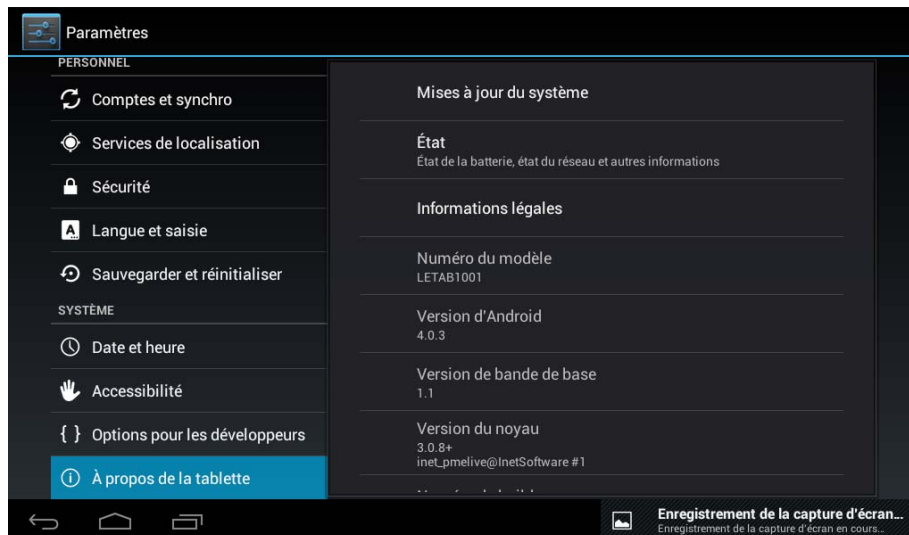 Paramètres
PERSONNEL
Comptes et synchro
Services de localisation
Sécurité
Langue et saisie
Sauvegarder et réinitialiser
SYSTÈME
Date et heure
Accessibilité
{ } Options pour les développeurs
À propos de la tablette
Mises à jour du système
État
État de la batterie, état du réseau et autres informations
Informations légales
Numéro du modèle
LETAB1001
Version d'Android
4.0.3
Version de bande de base
1.1
Version du noyau
3.0.8+
inet_pmelive@InetSoftware #1
Enregistrement de la capture d'écran...
Enregistrement de la capture d'écran en cours...